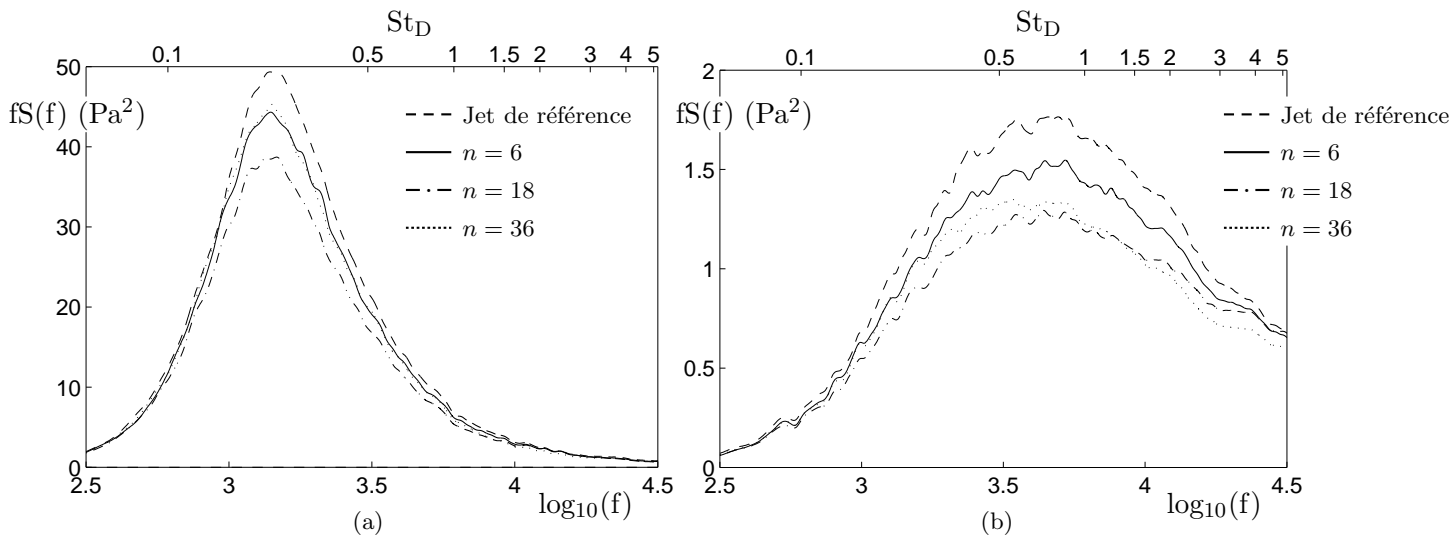 St_D
0.1 0.5 1 1.5 2 3 4 5
fS(f) (Pa²)
50
40
30
20
10
0
Jet de référence
n = 6
n = 18
n = 36
2.5 3 3.5 4 4.5
log₁₀(f)
(a)
St_D
0.1 0.5 1 1.5 2 3 4 5
fS(f) (Pa²)
2
1.5
1
0.5
0
Jet de référence
n = 6
n = 18
n = 36
2.5 3 3.5 4 4.5
log₁₀(f)
(b)